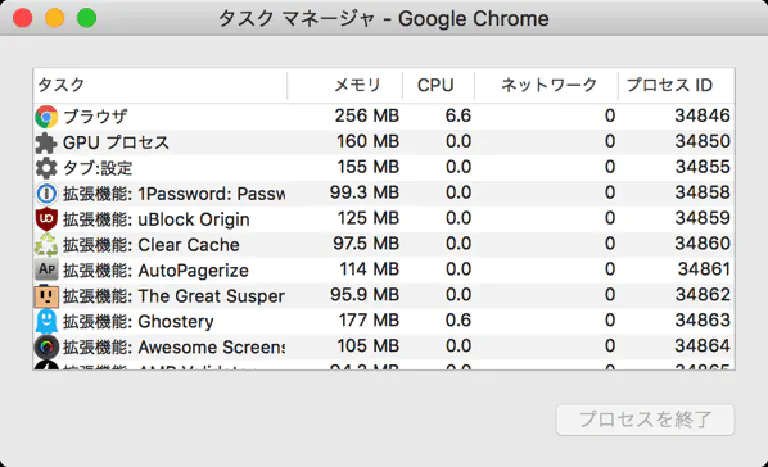 タスク マネージャ - Google Chrome
タスク メモリ CPU ネットワーク プロセス ID
ブラウザ 256 MB 6.6 0 34846
GPU プロセス 160 MB 0.0 0 34850
タブ:設定 155 MB 0.0 0 34855
拡張機能: 1Password: Passw 99.3 MB 0.0 0 34858
拡張機能: uBlock Origin 125 MB 0.0 0 34859
拡張機能: Clear Cache 97.5 MB 0.0 0 34860
AP 拡張機能: AutoPagerize 114 MB 0.0 0 34861
拡張機能: The Great Susper 95.9 MB 0.0 0 34862
拡張機能: Ghostery 177 MB 0.6 0 34863
拡張機能: Awesome Screens 105 MB 0.0 0 34864
プロセスを終了